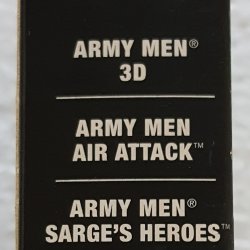 ARMY MEN®
3D
ARMY MEN
AIR ATTACK™
ARMY MEN®
SARGE'S HEROES™